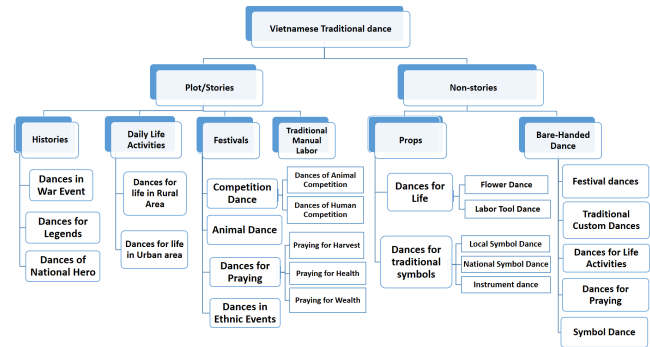 Vietnamese Traditional dance
Plot/Stories
Non-stories
Histories
Daily Life
Activities
Festivals
Traditional
Manual
Labor
Props
Bare-Handed
Dance
Dances in
War Event
Dances for
Legends
Dances of
National Hero
Dances for
life in Rural
Area
Dances for life
in Urban area
Competition
Dance
Animal Dance
Dances for
Praying
Dances in
Ethnic Events
Dances of Animal
Competition
Dances of Human
Competition
Praying for Harvest
Praying for Health
Praying for Wealth
Dances for
Life
Dances for
traditional
symbols
Flower Dance
Labor Tool Dance
Local Symbol Dance
National Symbol Dance
Instrument dance
Festival dances
Traditional
Custom Dances
Dances for Life
Activities
Dances for
Praying
Symbol Dance